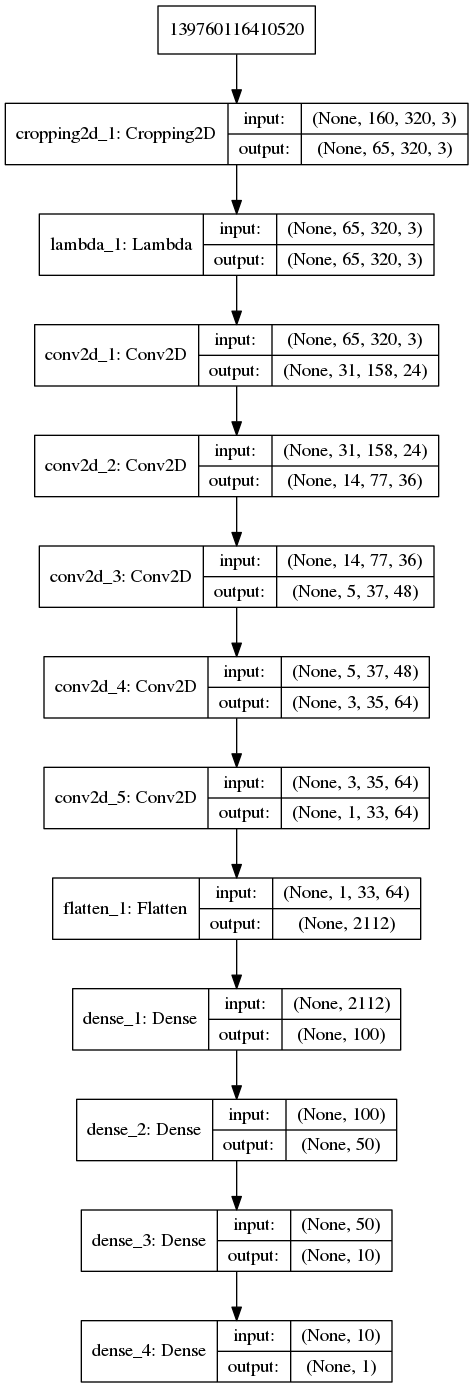 139760116410520
cropping2d_1: Cropping2D
input:
(None, 160, 320, 3)
output:
(None, 65, 320, 3)
lambda_1: Lambda
input:
(None, 65, 320, 3)
output:
(None, 65, 320, 3)
conv2d_1: Conv2D
input:
(None, 65, 320, 3)
output:
(None, 31, 158, 24)
conv2d_2: Conv2D
input:
(None, 31, 158, 24)
output:
(None, 14, 77, 36)
conv2d_3: Conv2D
input:
(None, 14, 77, 36)
output:
(None, 5, 37, 48)
conv2d_4: Conv2D
input:
(None, 5, 37, 48)
output:
(None, 3, 35, 64)
conv2d_5: Conv2D
input:
(None, 3, 35, 64)
output:
(None, 1, 33, 64)
flatten_1: Flatten
input:
(None, 1, 33, 64)
output:
(None, 2112)
dense_1: Dense
input:
(None, 2112)
output:
(None, 100)
dense_2: Dense
input:
(None, 100)
output:
(None, 50)
dense_3: Dense
input:
(None, 50)
output:
(None, 10)
dense_4: Dense
input:
(None, 10)
output:
(None, 1)